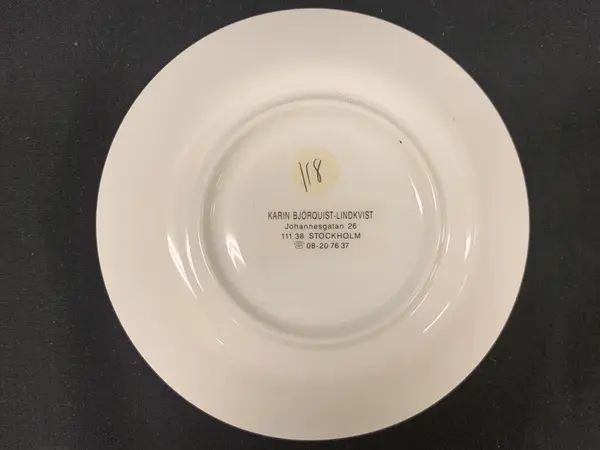 118
KARIN BJÖRQUIST-LINDKVIST
Johannesgatan 26
111 38 STOCKHOLM
☏ 08-20 76 37